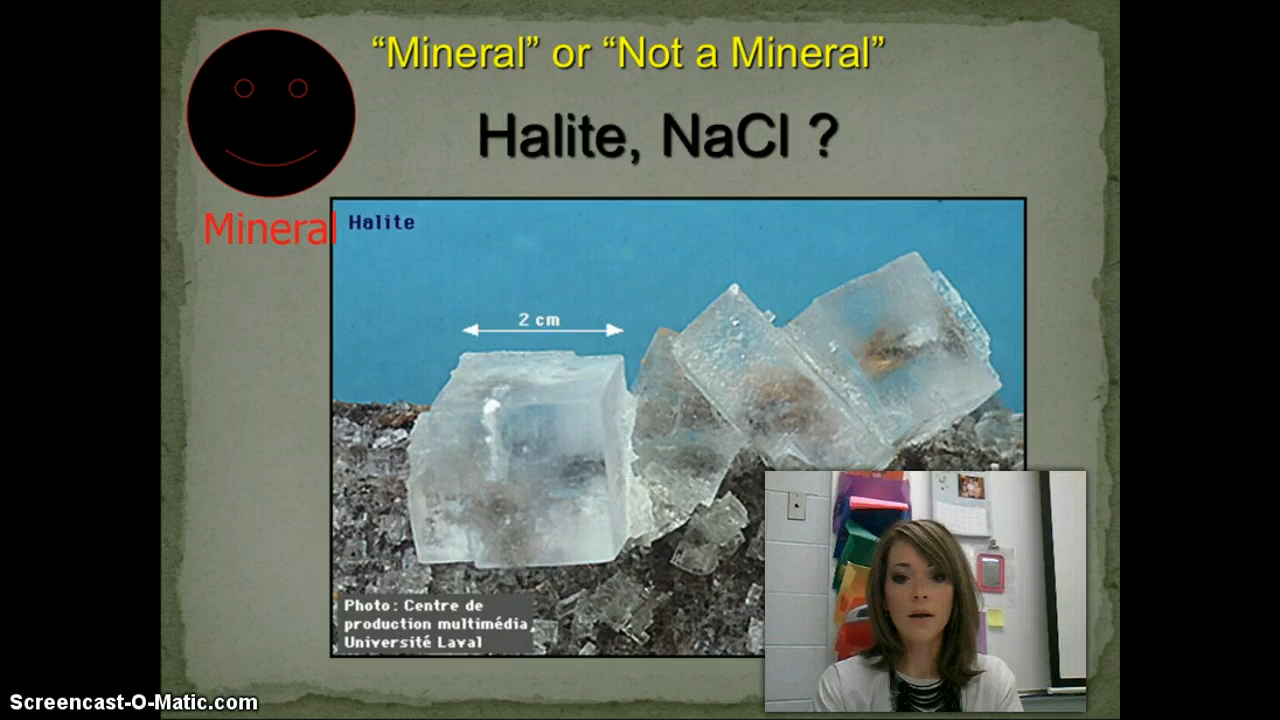 “Mineral” or “Not a Mineral”
Halite, NaCl ?
Mineral
Halite
2 cm
Photo : Centre de
production multimédia,
Université Laval
Screencast-O-Matic.com